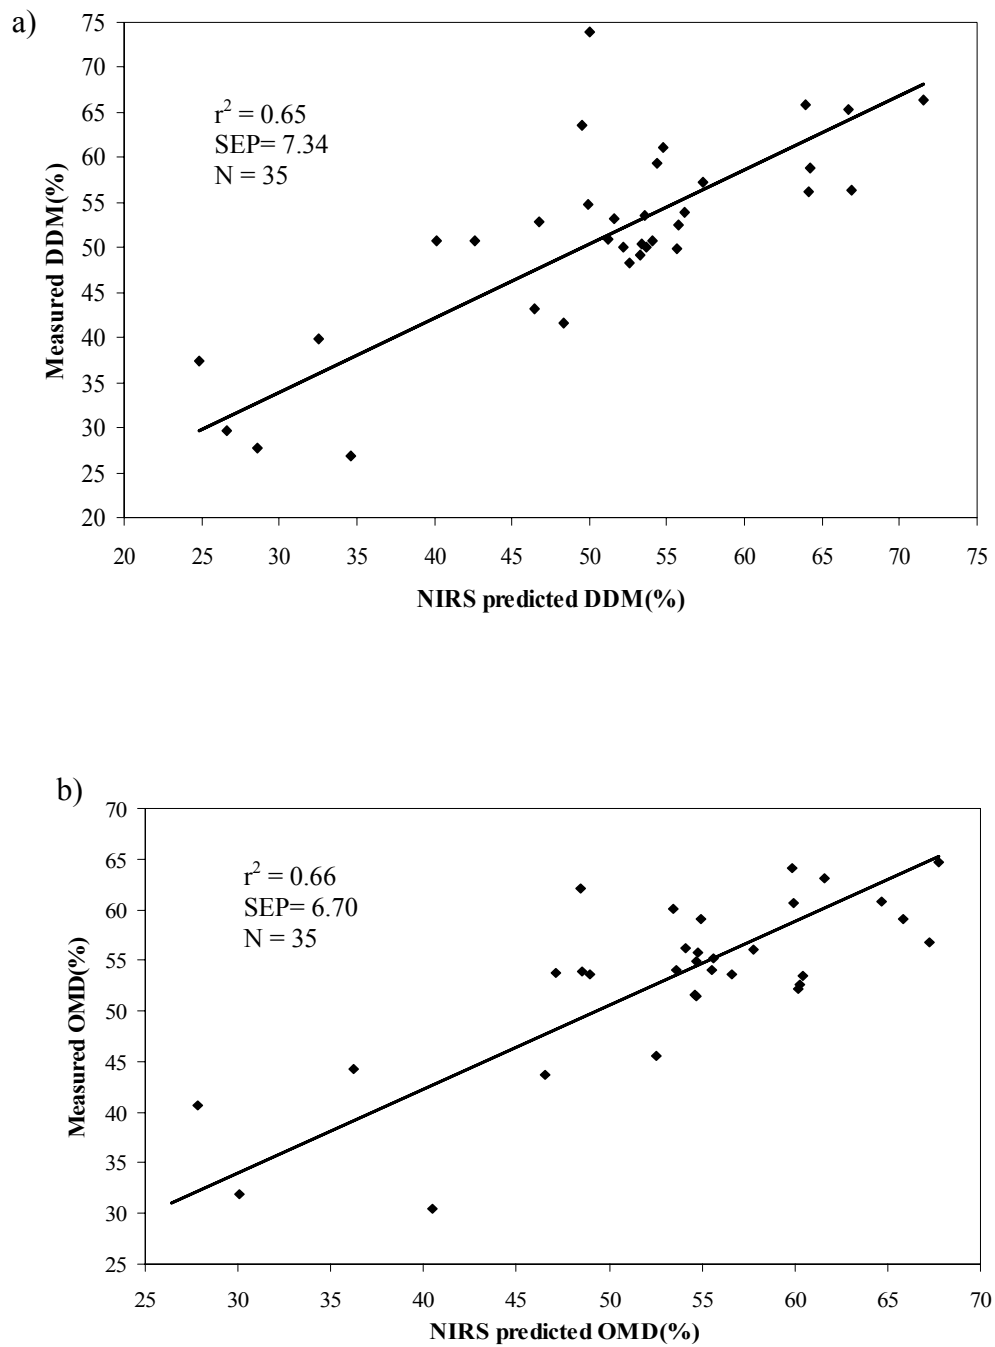 a)
75
70
65
60
55
50
45
40
35
30
25
20
r² = 0.65
SEP= 7.34
N = 35
Measured DDM(%)
20 25 30 35 40 45 50 55 60 65 70 75
NIRS predicted DDM(%)
b)
70
65
60
55
50
45
40
35
30
25
r² = 0.66
SEP= 6.70
N = 35
Measured OMD(%)
25 30 35 40 45 50 55 60 65 70
NIRS predicted OMD(%)